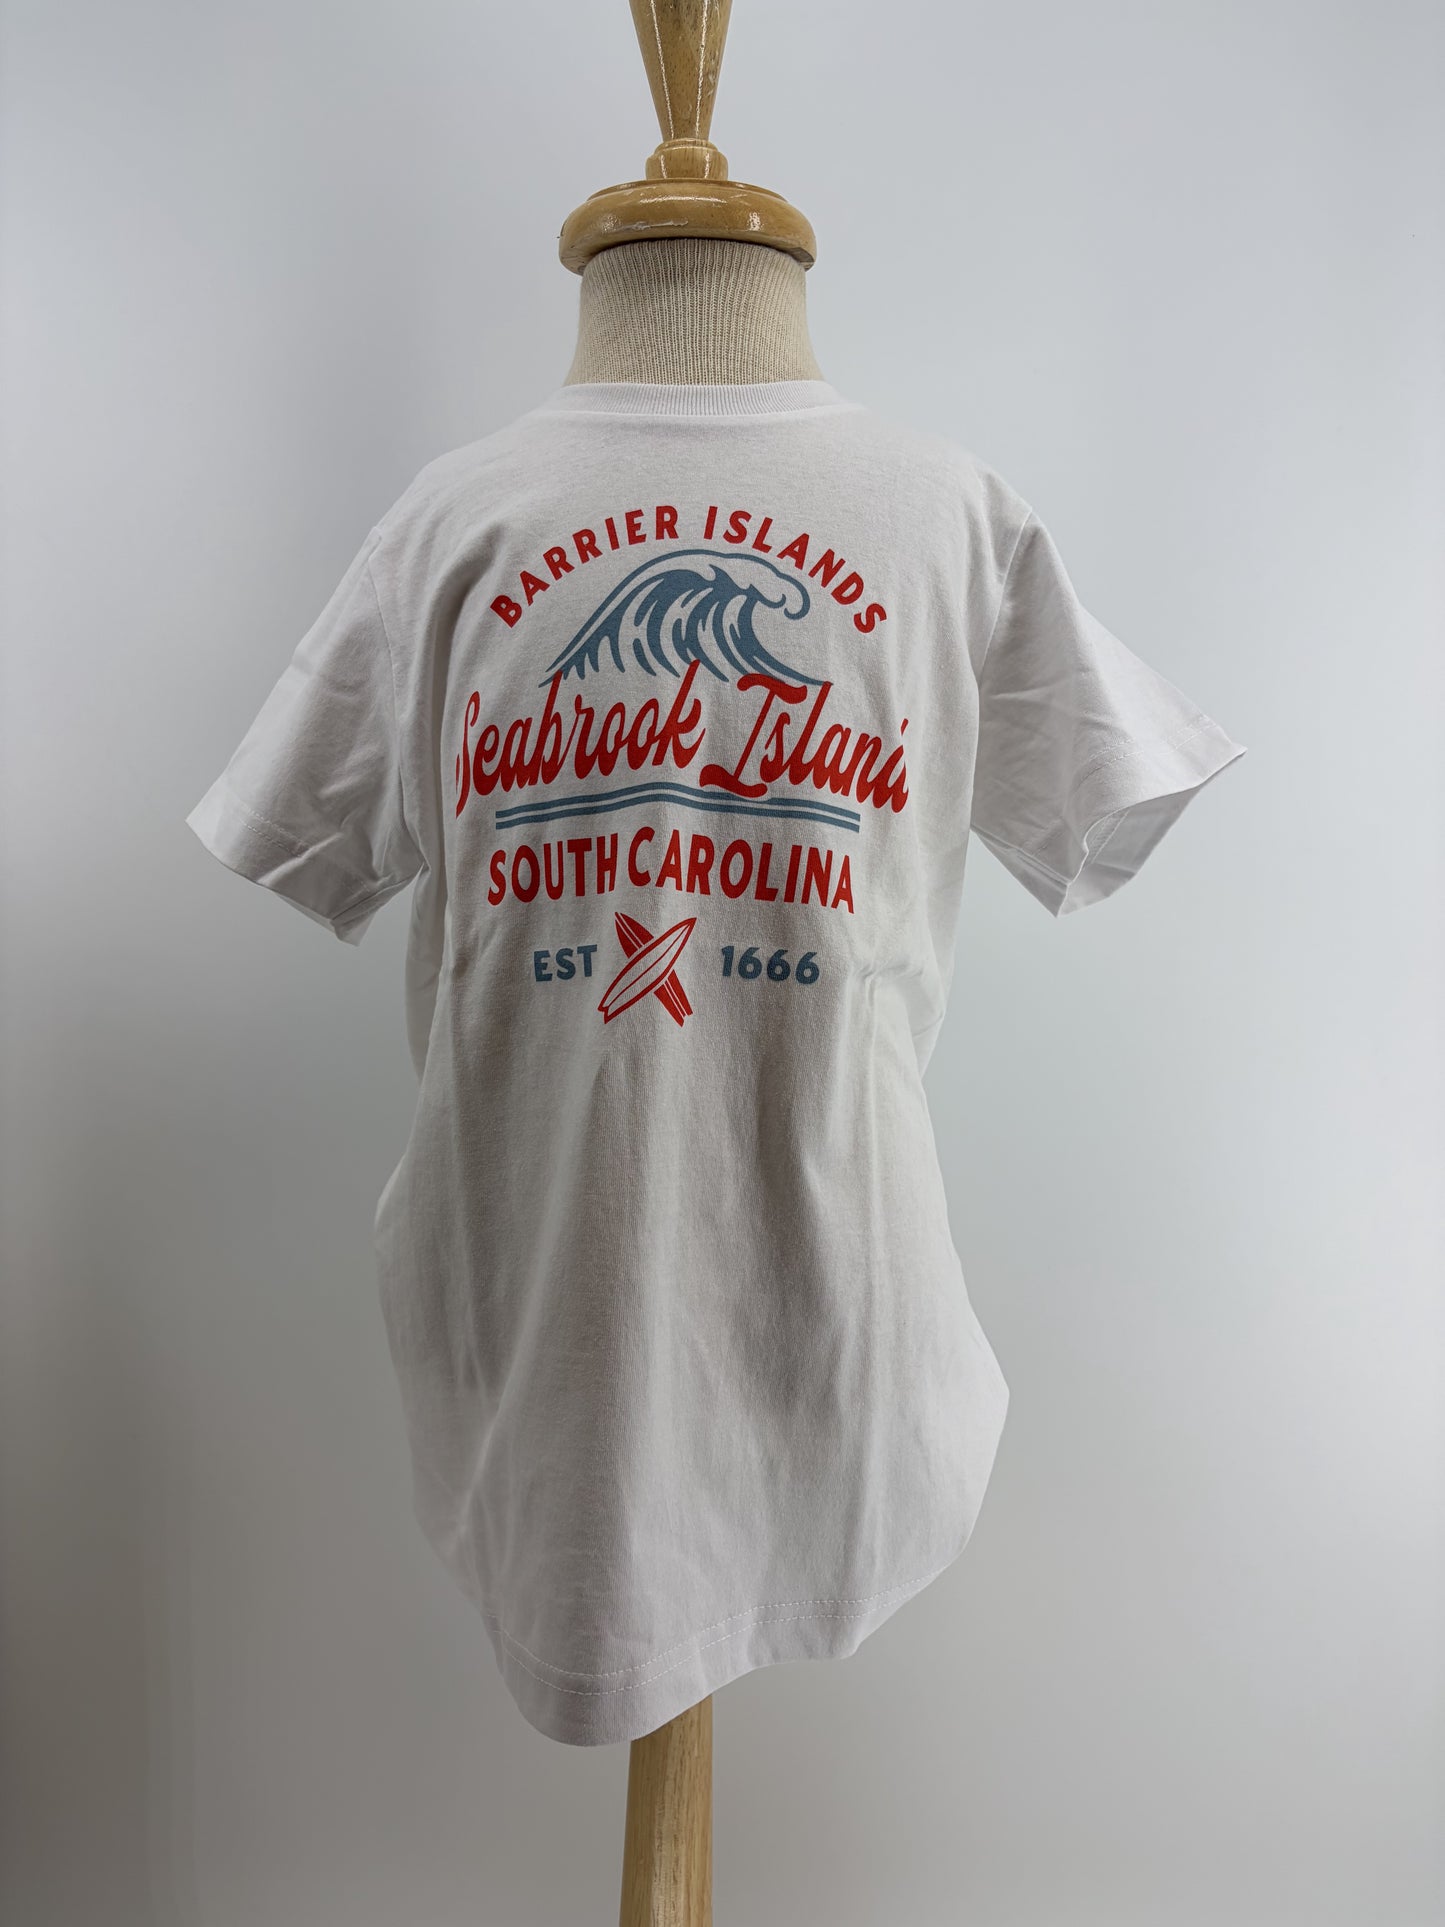 BARRIER ISLANDS
Seabrook Island
SOUTH CAROLINA
EST 1666